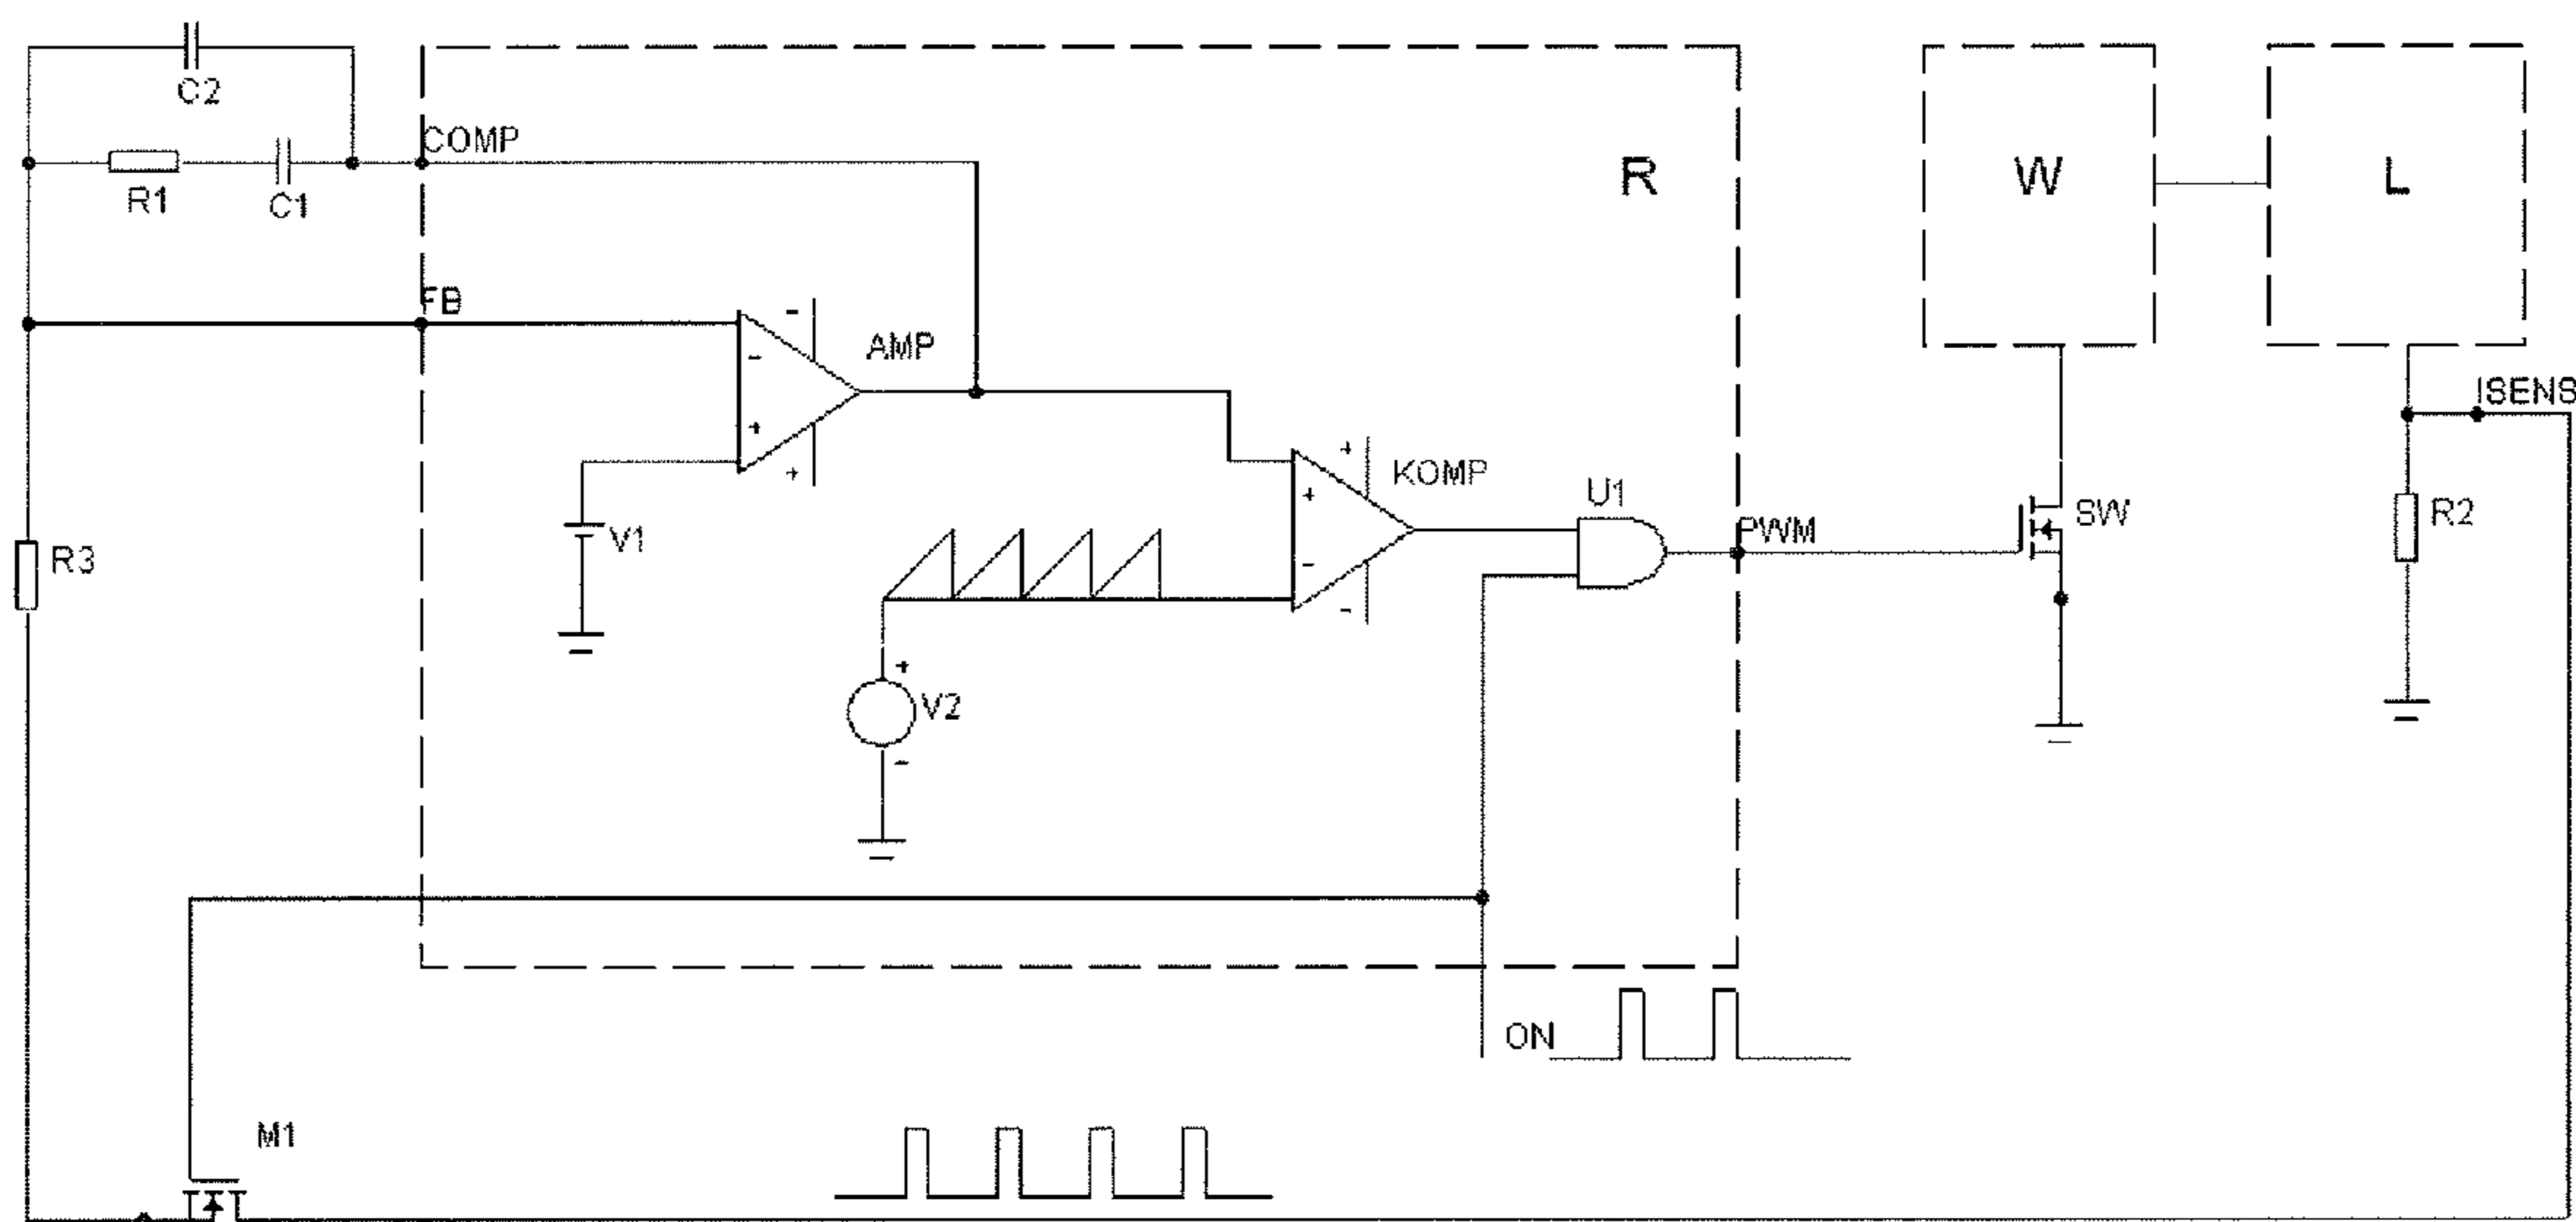 C2
COMP
R
W
L
R1
C1
FB
AMP
ISENS
KOMP
U1
SW
R2
V1
PWM
R3
V2
ON
M1